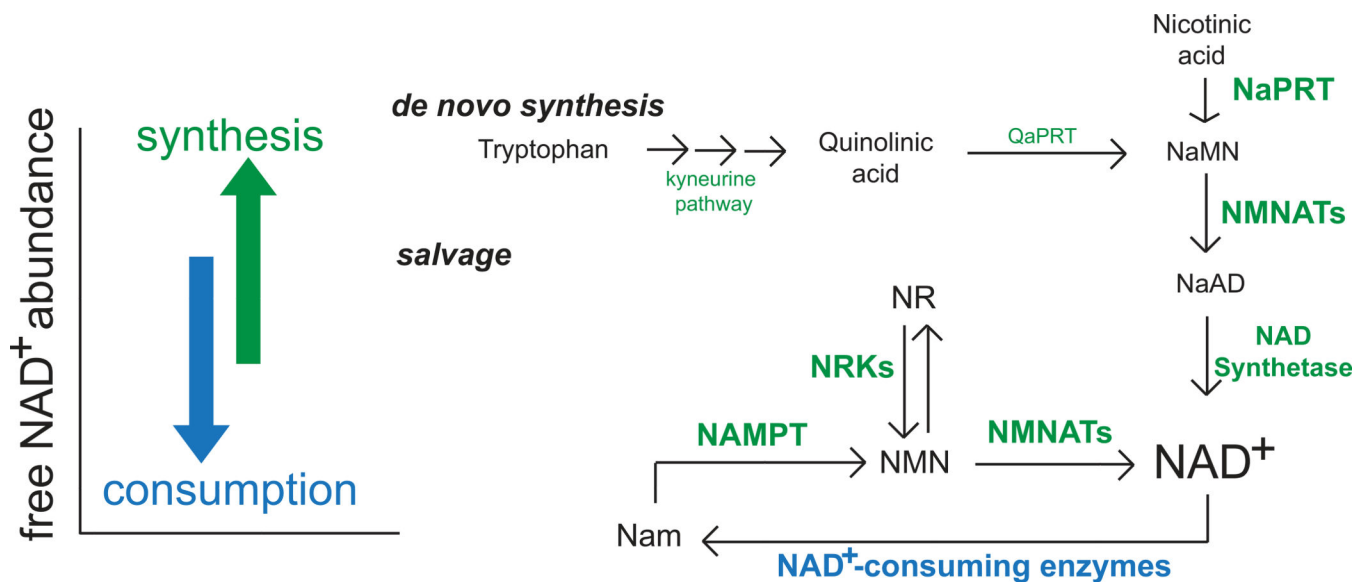 free NAD+ abundance
synthesis
consumption
de novo synthesis
Tryptophan
kyneurine
pathway
Quinolinic
acid
QaPRT
Nicotinic
acid
NaPRT
NaMN
NMNATs
NaAD
NAD
Synthetase
salvage
NR
NRKs
NAMPT
NMN
NMNATs
NAD+
Nam
NAD+-consuming enzymes